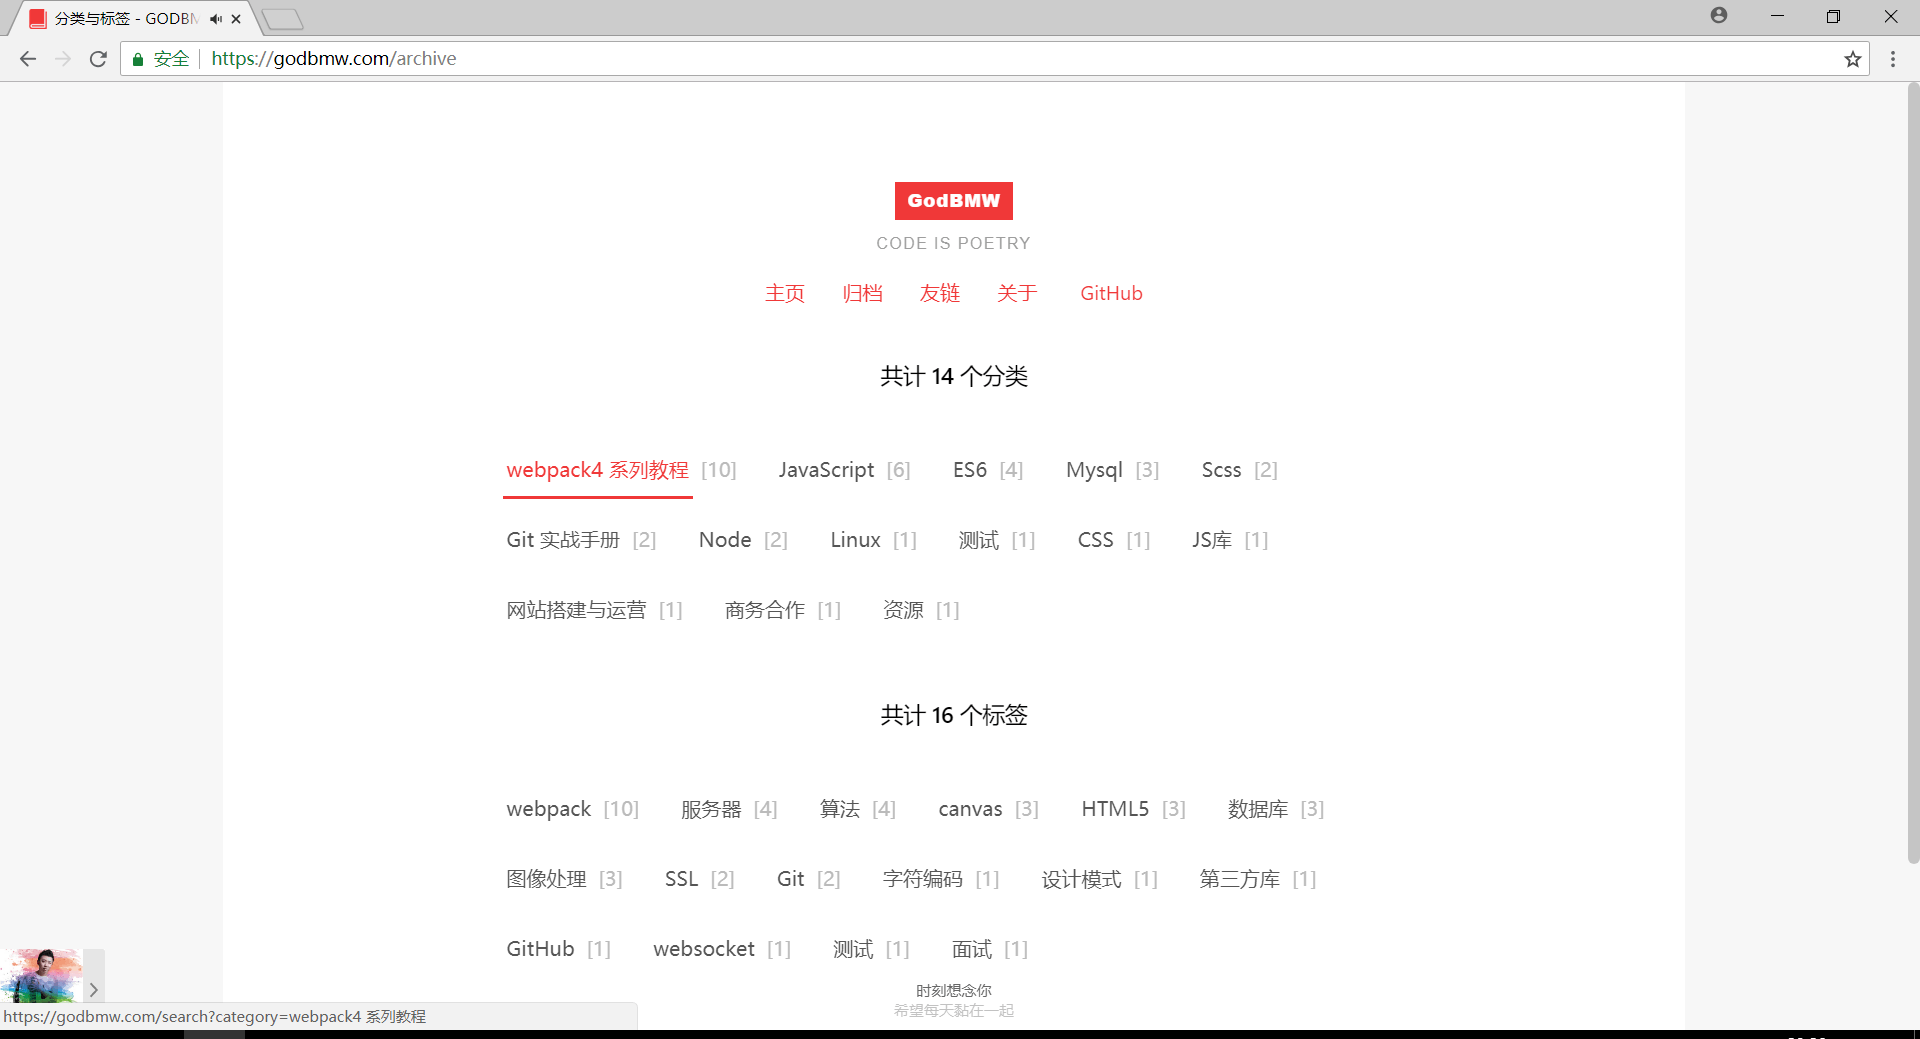 分类与标签 - GODBM
安全 https://godbmw.com/archive
GodBMW
CODE IS POETRY
主页 归档 友链 关于 GitHub
共计 14 个分类
webpack4 系列教程 [10] JavaScript [6] ES6 [4] Mysql [3] Scss [2]
Git 实战手册 [2] Node [2] Linux [1] 测试 [1] CSS [1] JS库 [1]
网站搭建与运营 [1] 商务合作 [1] 资源 [1]
共计 16 个标签
webpack [10] 服务器 [4] 算法 [4] canvas [3] HTML5 [3] 数据库 [3]
图像处理 [3] SSL [2] Git [2] 字符编码 [1] 设计模式 [1] 第三方库 [1]
GitHub [1] websocket [1] 测试 [1] 面试 [1]
时刻想念你
希望每天黏在一起
https://godbmw.com/search?category=webpack4 系列教程